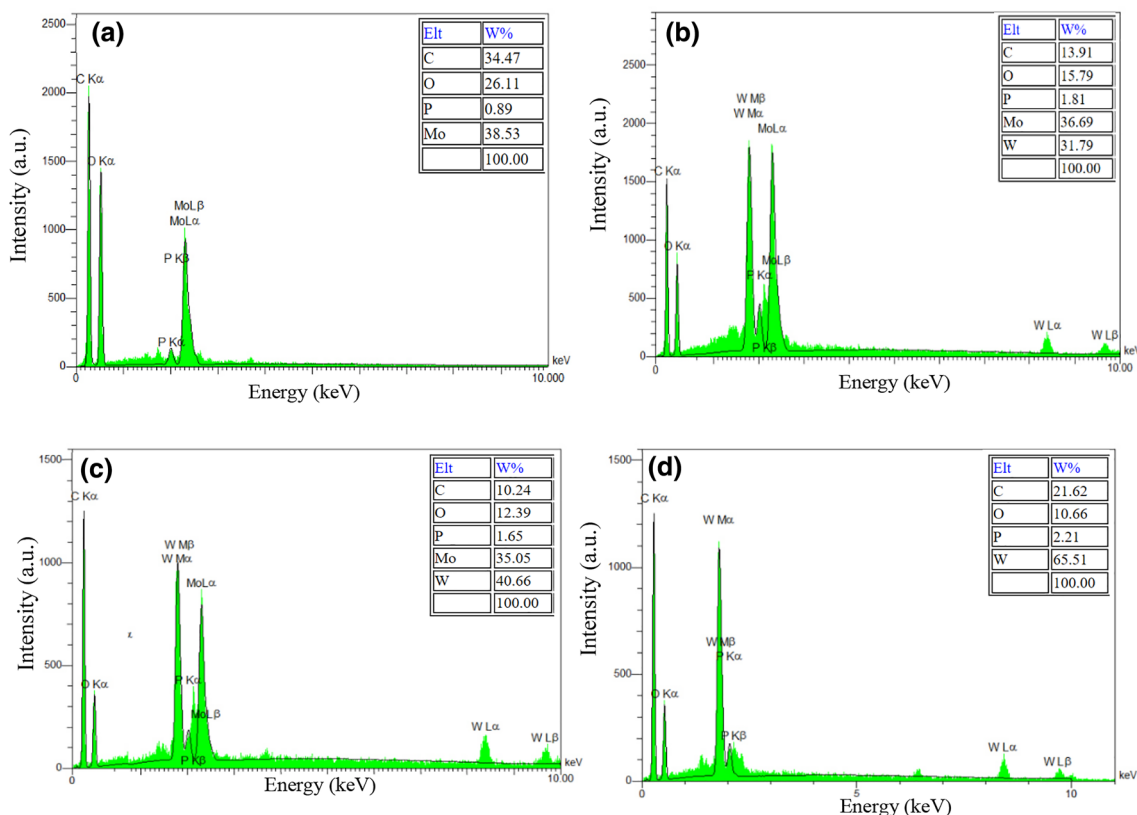 (a)
Intensity (a.u.)
2500
2000
1500
1000
500
0
C Kα
O Kα
MoLβ
MoLα
P Kβ
P Kα
keV
10.000
Energy (keV)
Elt W%
C 34.47
O 26.11
P 0.89
Mo 38.53
100.00
(b)
Intensity (a.u.)
2500
2000
1500
1000
500
0
C Kα
O Kα
W Mβ
W Mα
MoLα
MoLβ
P Kα
P Kβ
W Lα
W Lβ
keV
0
10.00
Energy (keV)
Elt W%
C 13.91
O 15.79
P 1.81
Mo 36.69
W 31.79
100.00
(c)
Intensity (a.u.)
1500
1000
500
0
C Kα
O Kα
W Mβ
W Mα
MoLα
P Kα
MoLβ
P Kβ
W Lα
W Lβ
keV
0
10.00
Energy (keV)
Elt W%
C 10.24
O 12.39
P 1.65
Mo 35.05
W 40.66
100.00
(d)
Intensity (a.u.)
1500
1000
500
0
C Kα
O Kα
W Mα
W Mβ
P Kα
P Kβ
W Lα
W Lβ
keV
0
5
10
Energy (keV)
Elt W%
C 21.62
O 10.66
P 2.21
W 65.51
100.00